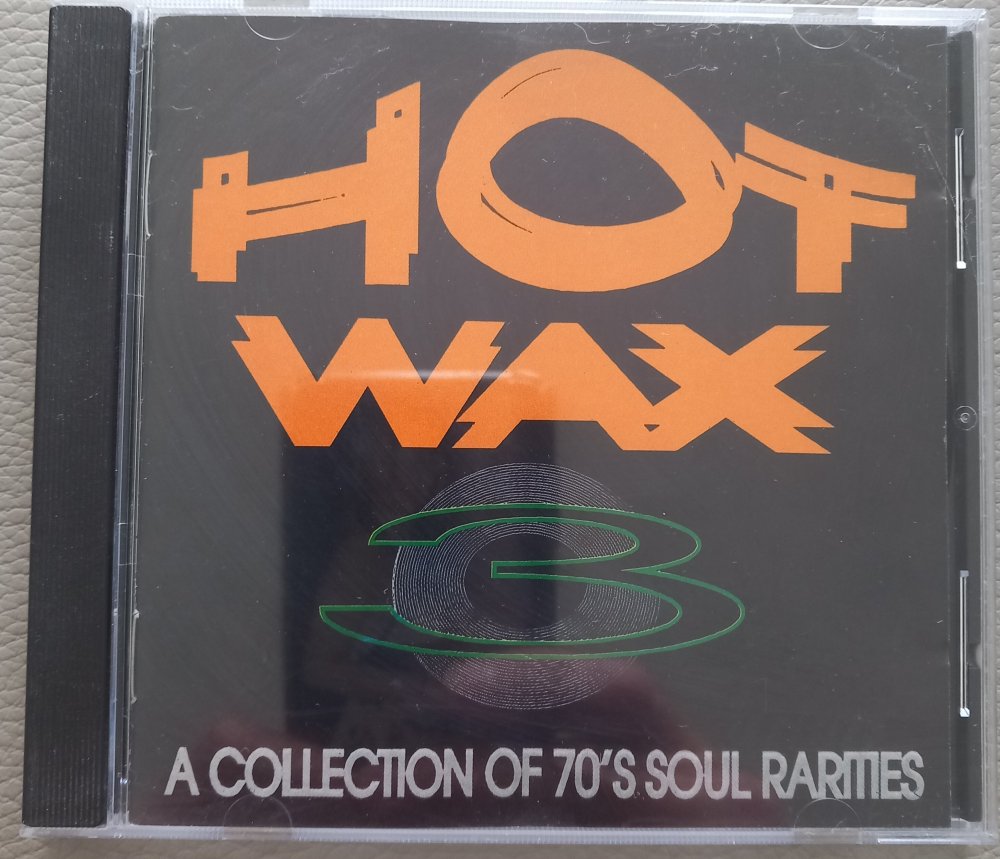 HOT
WAX
3
A COLLECTION OF 70'S SOUL RARITIES